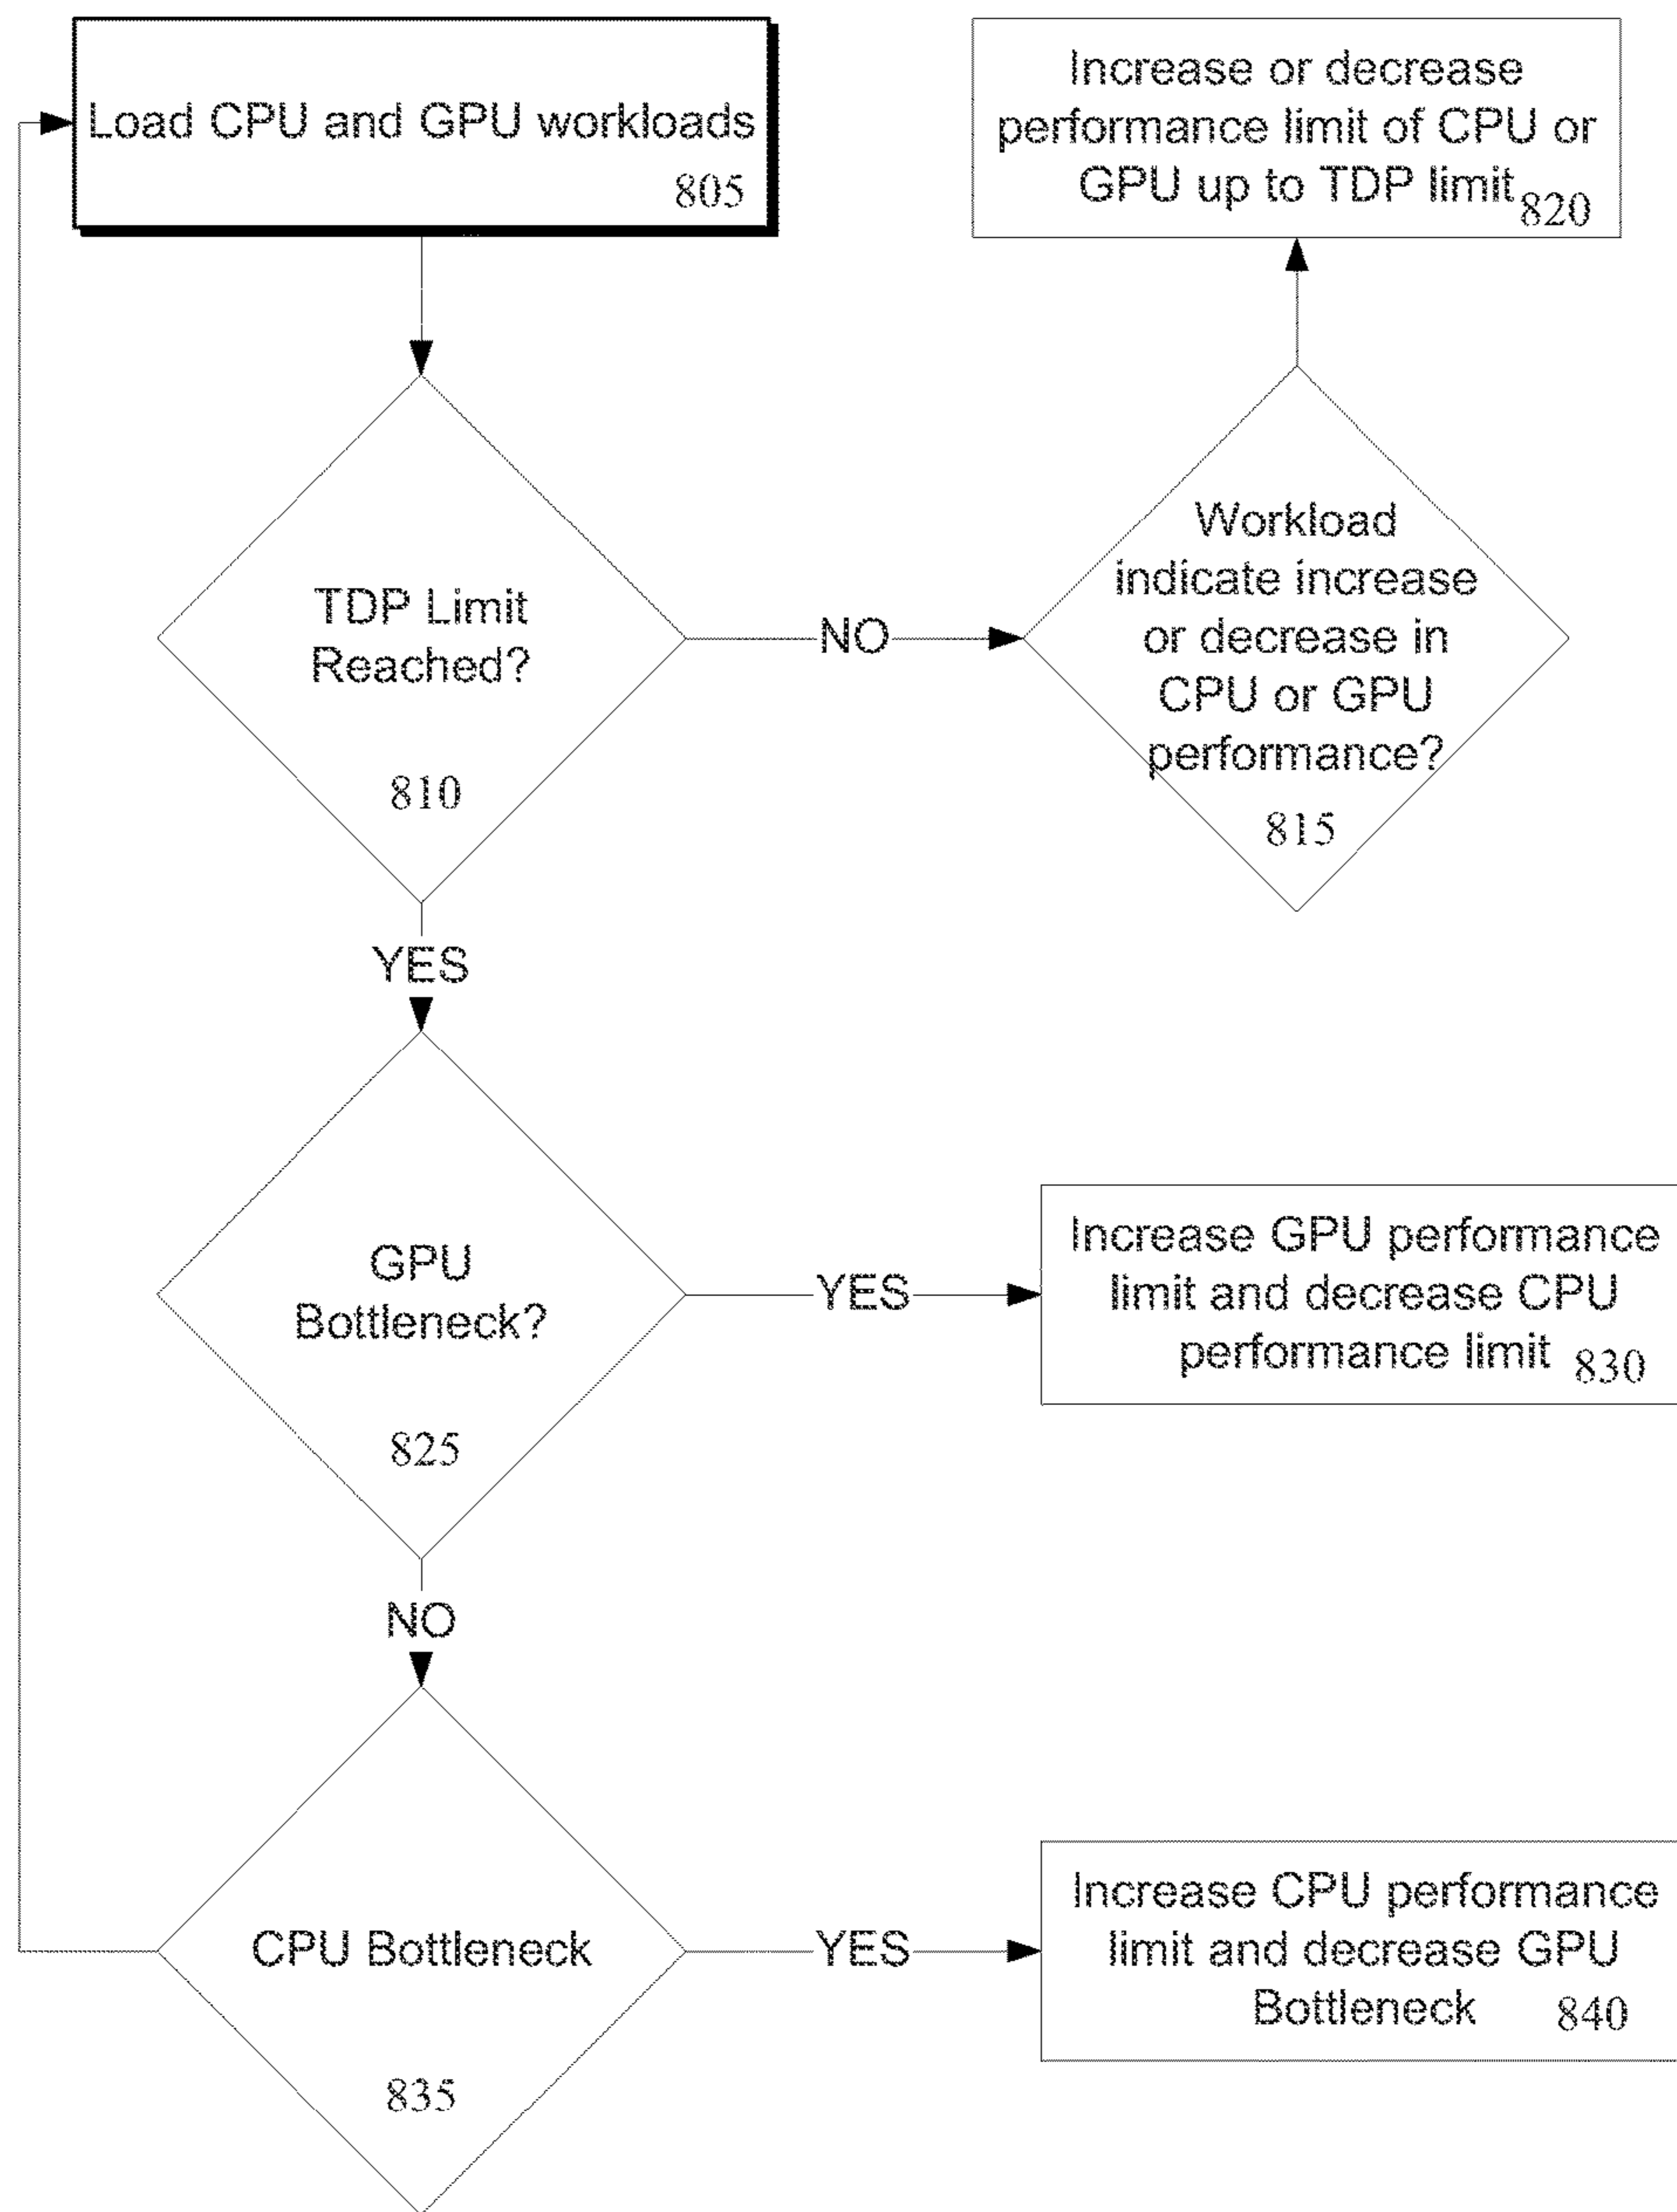 Load CPU and GPU workloads
805
Increase or decrease
performance limit of CPU or
GPU up to TDP limit
820
TDP Limit
Reached?
810
NO
Workload
indicate increase
or decrease in
CPU or GPU
performance?
815
YES
GPU
Bottleneck?
825
YES
Increase GPU performance
limit and decrease CPU
performance limit
830
NO
CPU Bottleneck
835
YES
Increase CPU performance
limit and decrease GPU
Bottleneck
840